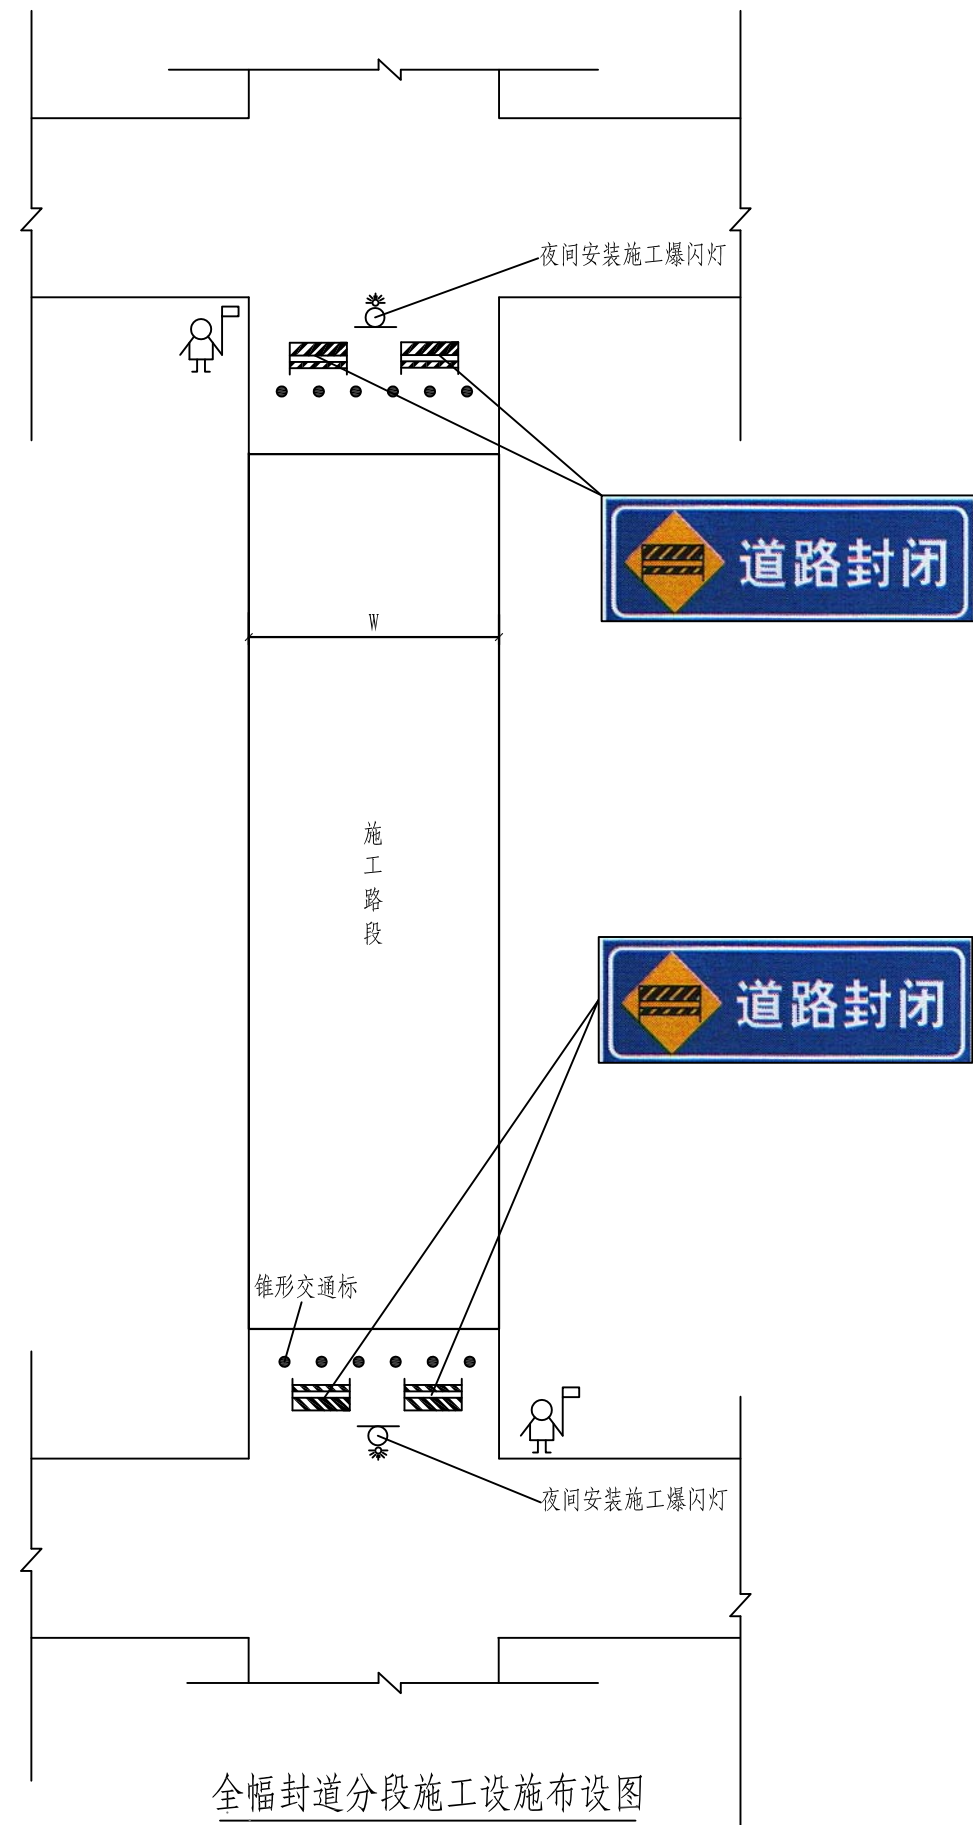 夜间安装施工爆闪灯
道路封闭
W
施
工
路
段
道路封闭
锥形交通标
夜间安装施工爆闪灯
全幅封道分段施工设施布设图